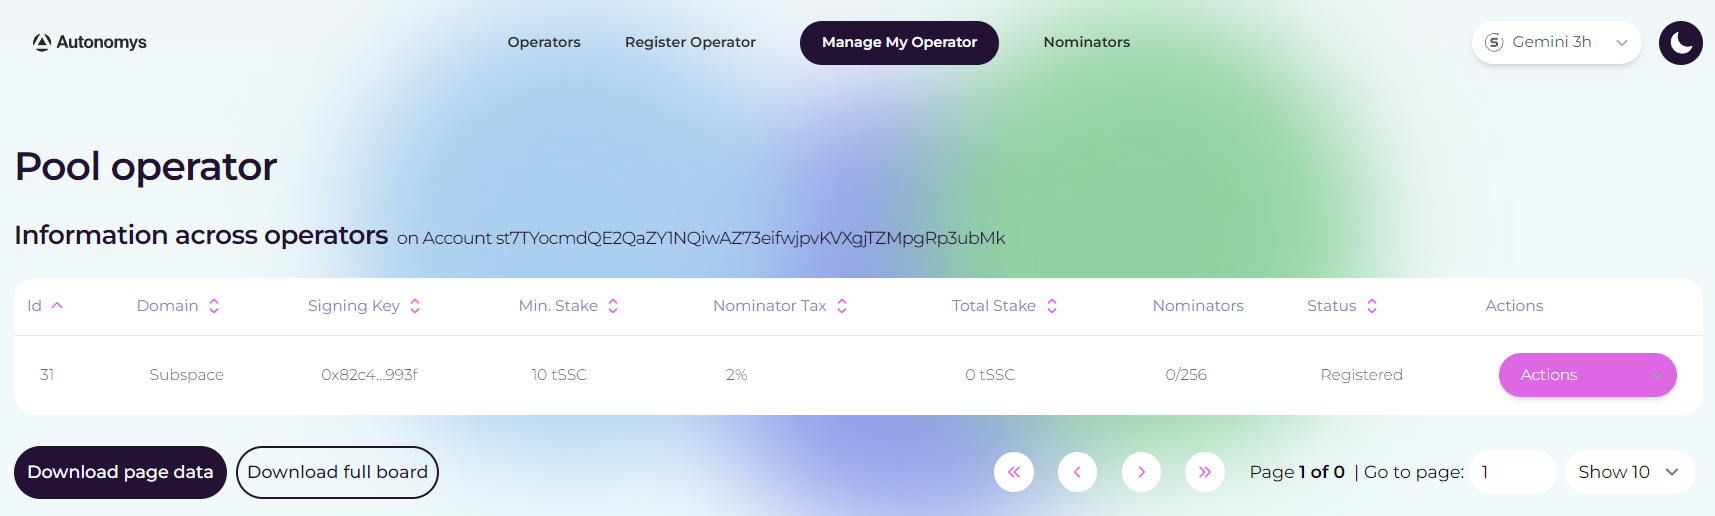 Autonomys
Operators
Register Operator
Manage My Operator
Nominators
Gemini 3h
Pool operator
Information across operators on Account st7TYocmdQE2QaZY1NQiwAZ73eifwjpvKVXgjTZMpgRp3ubMk
Id Domain Signing Key Min. Stake Nominator Tax Total Stake Nominators Status Actions
31 Subspace 0x82c4...993f 10 tSSC 2% 0 tSSC 0/256 Registered Actions
Download page data Download full board « ‹ › » Page 1 of 0 | Go to page: 1 Show 10